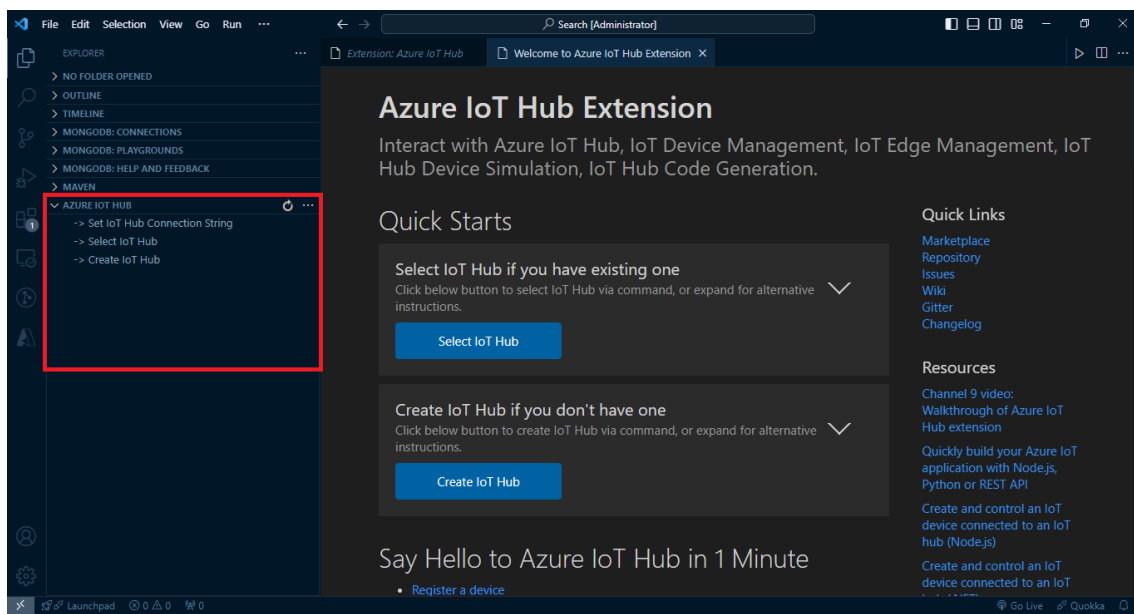 File Edit Selection View Go Run ···
Search [Administrator]
EXPLORER ···
NO FOLDER OPENED
OUTLINE
TIMELINE
MONGODB: CONNECTIONS
MONGODB: PLAYGROUNDS
MONGODB: HELP AND FEEDBACK
MAVEN
AZURE IOT HUB
-> Set IoT Hub Connection String
-> Select IoT Hub
-> Create IoT Hub
1
Extension: Azure IoT Hub
Welcome to Azure IoT Hub Extension
Azure IoT Hub Extension
Interact with Azure IoT Hub, IoT Device Management, IoT Edge Management, IoT
Hub Device Simulation, IoT Hub Code Generation.
Quick Starts
Select IoT Hub if you have existing one
Click below button to select IoT Hub via command, or expand for alternative
instructions.
Select IoT Hub
Create IoT Hub if you don't have one
Click below button to create IoT Hub via command, or expand for alternative
instructions.
Create IoT Hub
Say Hello to Azure IoT Hub in 1 Minute
• Register a device
Quick Links
Marketplace
Repository
Issues
Wiki
Gitter
Changelog
Resources
Channel 9 video:
Walkthrough of Azure IoT
Hub extension
Quickly build your Azure IoT
application with Node.js,
Python or REST API
Create and control an IoT
device connected to an IoT
hub (Node.js)
Create and control an IoT
device connected to an IoT
Launchpad 0 0 0
Go Live Quokka